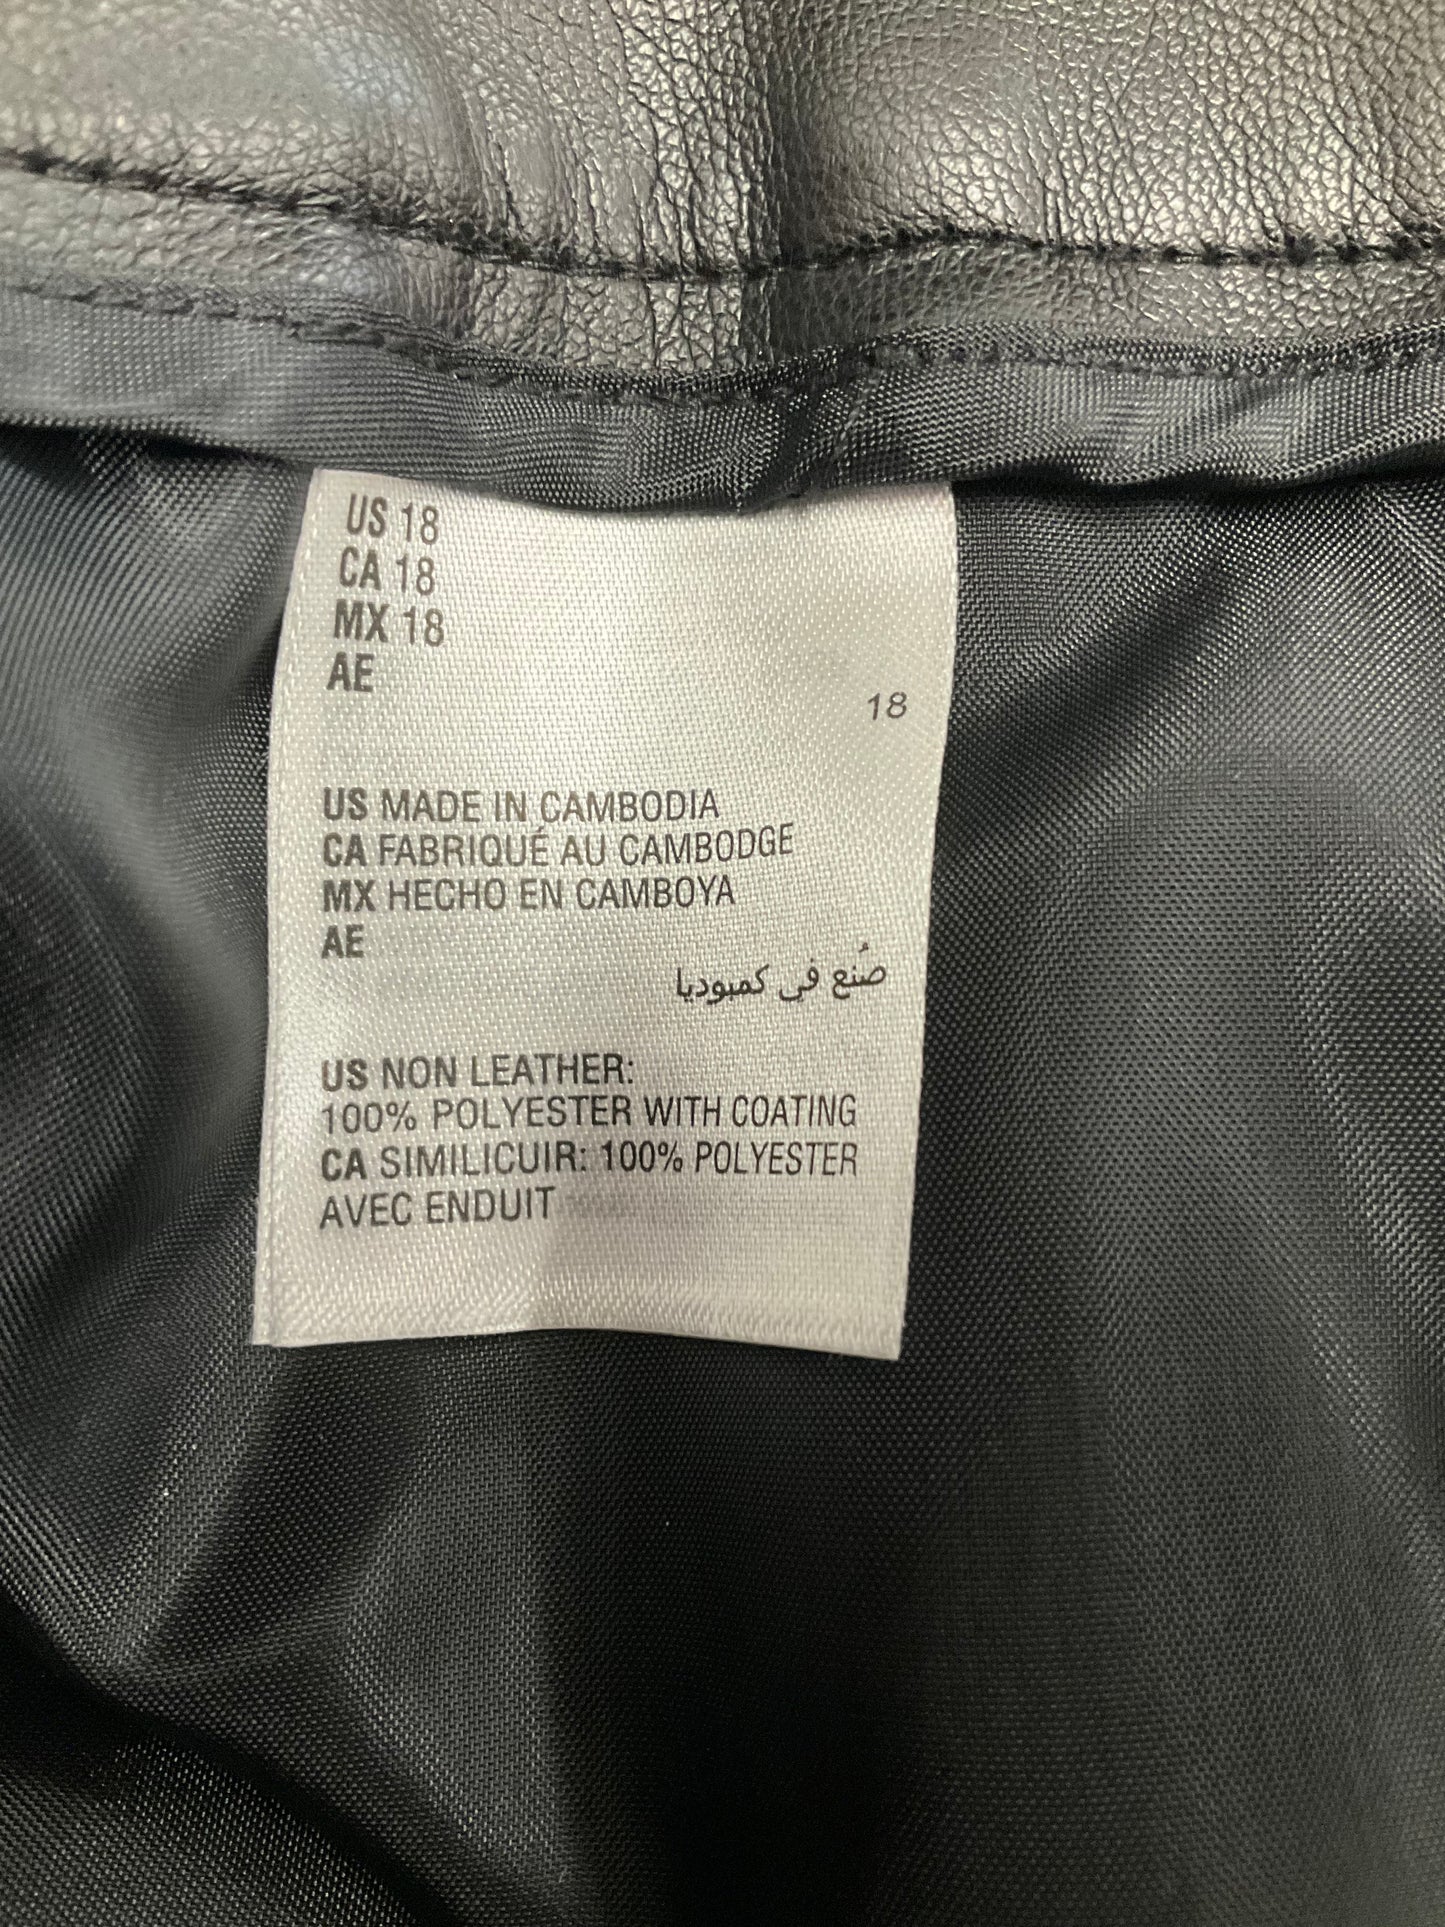 US 18
CA 18
MX 18
AE
18
US MADE IN CAMBODIA
CA FABRIQUÉ AU CAMBODGE
MX HECHO EN CAMBOYA
AE
صُنع في كمبوديا
US NON LEATHER:
100% POLYESTER WITH COATING
CA SIMILICUIR: 100% POLYESTER
AVEC ENDUIT